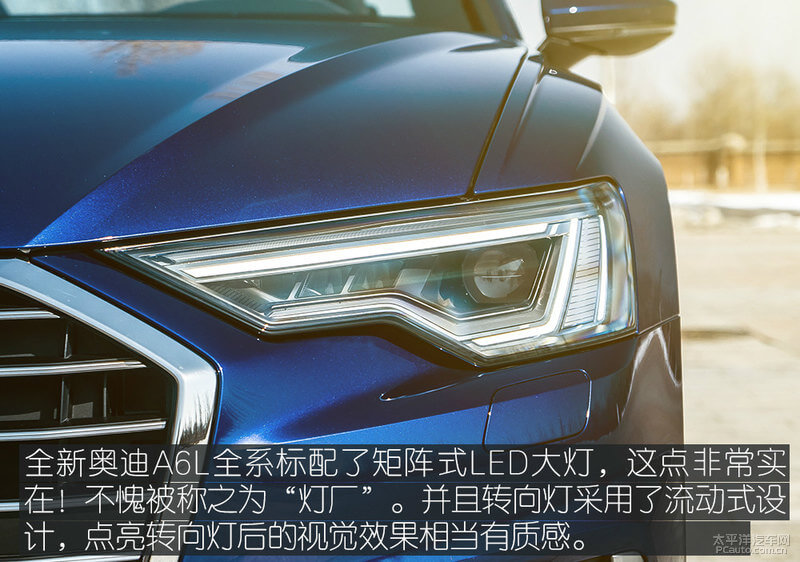 全新奥迪A6L全系标配了矩阵式LED大灯，这点非常实
在！不愧被称之为“灯厂”。并且转向灯采用了流动式设
计，点亮转向灯后的视觉效果相当有质感。
太平洋汽车网
PCauto.com.cn